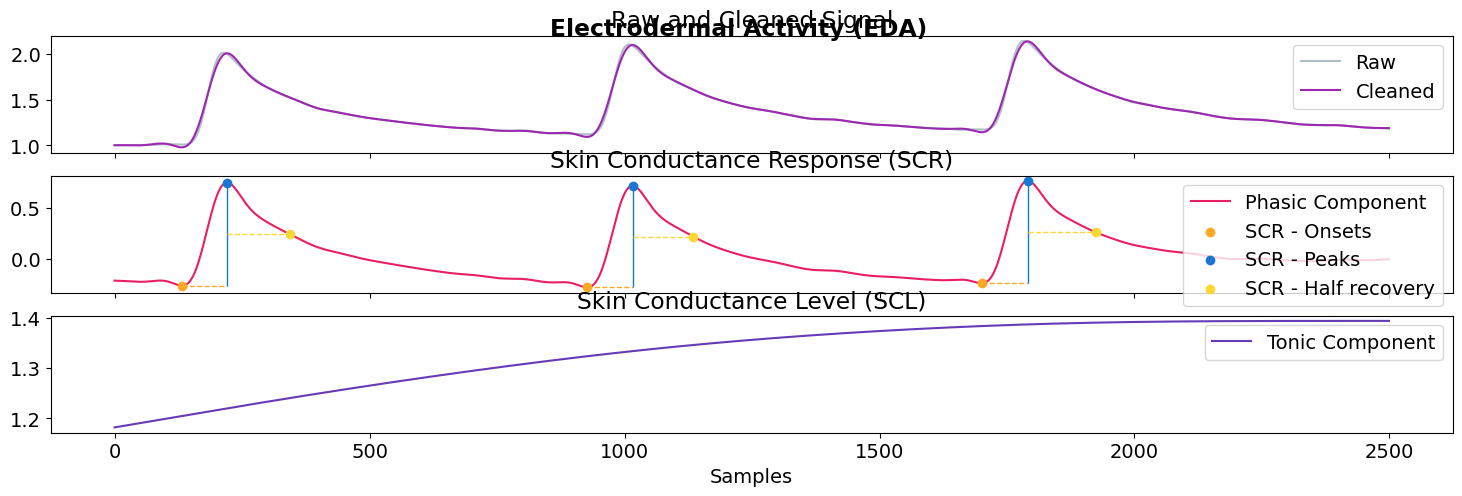 Raw and Cleaned Signal
Electrodermal Activity (EDA)
2.0
1.5
1.0
Raw
Cleaned
Skin Conductance Response (SCR)
0.5
0.0
Phasic Component
SCR - Onsets
SCR - Peaks
SCR - Half recovery
Skin Conductance Level (SCL)
1.4
1.3
1.2
Tonic Component
0 500 1000 1500 2000 2500
Samples